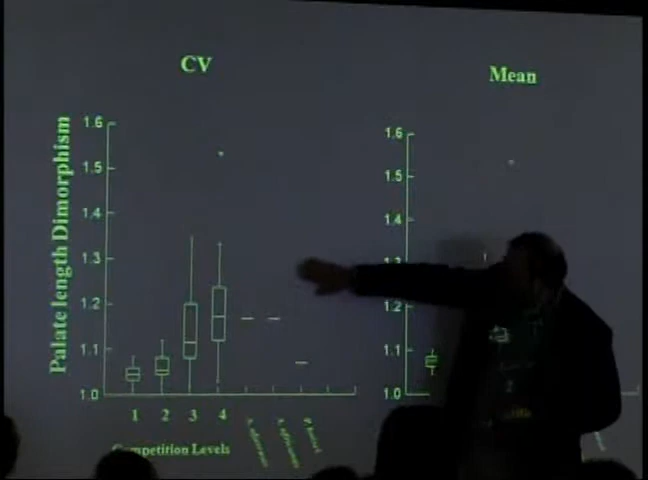 CV
Mean
Palate length Dimorphism
1.6
1.5
1.4
1.3
1.2
1.1
1.0
1 2 3 4
Competition Levels
1.6
1.5
1.4
1.2
1.1
1.0